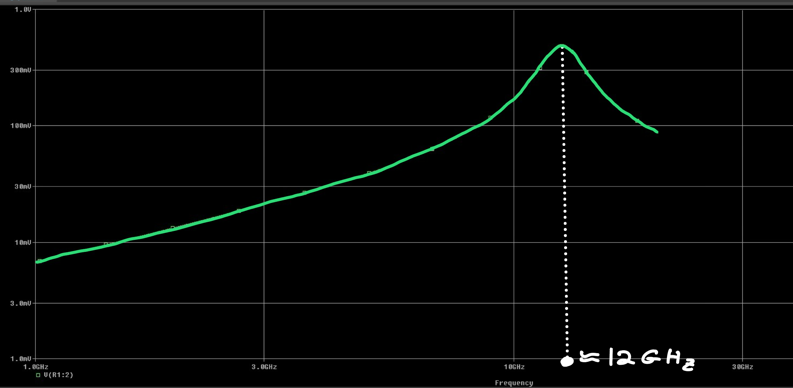 1.0V
300mV
100mV
30mV
10mV
3.0mV
1.0mV
1.0GHz 3.0GHz 10GHz 30GHz
V(R1:2)
Frequency
≈12GHz